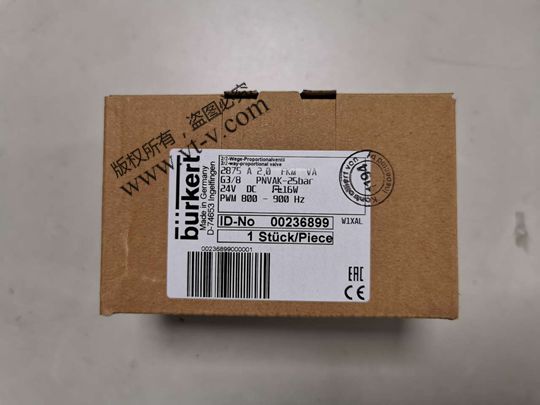 bürkert
Made in Germany
D-74653 Ingelfingen
2/2-Wege-Proportionalventil
2/2-way-proportional valve
2875 A 2,0 FKM VA
G3/8 PNVAK-25bar
24V DC 16W
PWM 800 - 900 Hz
ID-No 00236899
1 Stück/Piece
W1XAL
00236899000001
EAC
CE
版权所有，盗图必究
www.v1-v.com